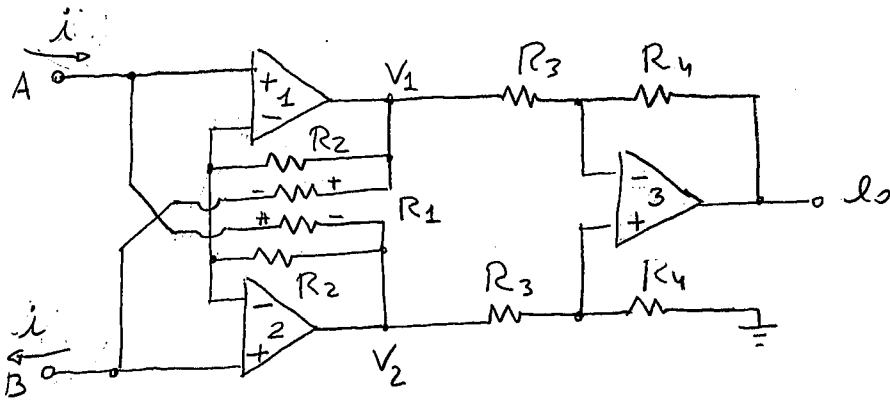 i
A
+
1
-
V1
R3
R4
R2
- +
+ -
R1
R2
-
2
+
V2
-
3
+
eo
R3
R4
i
B